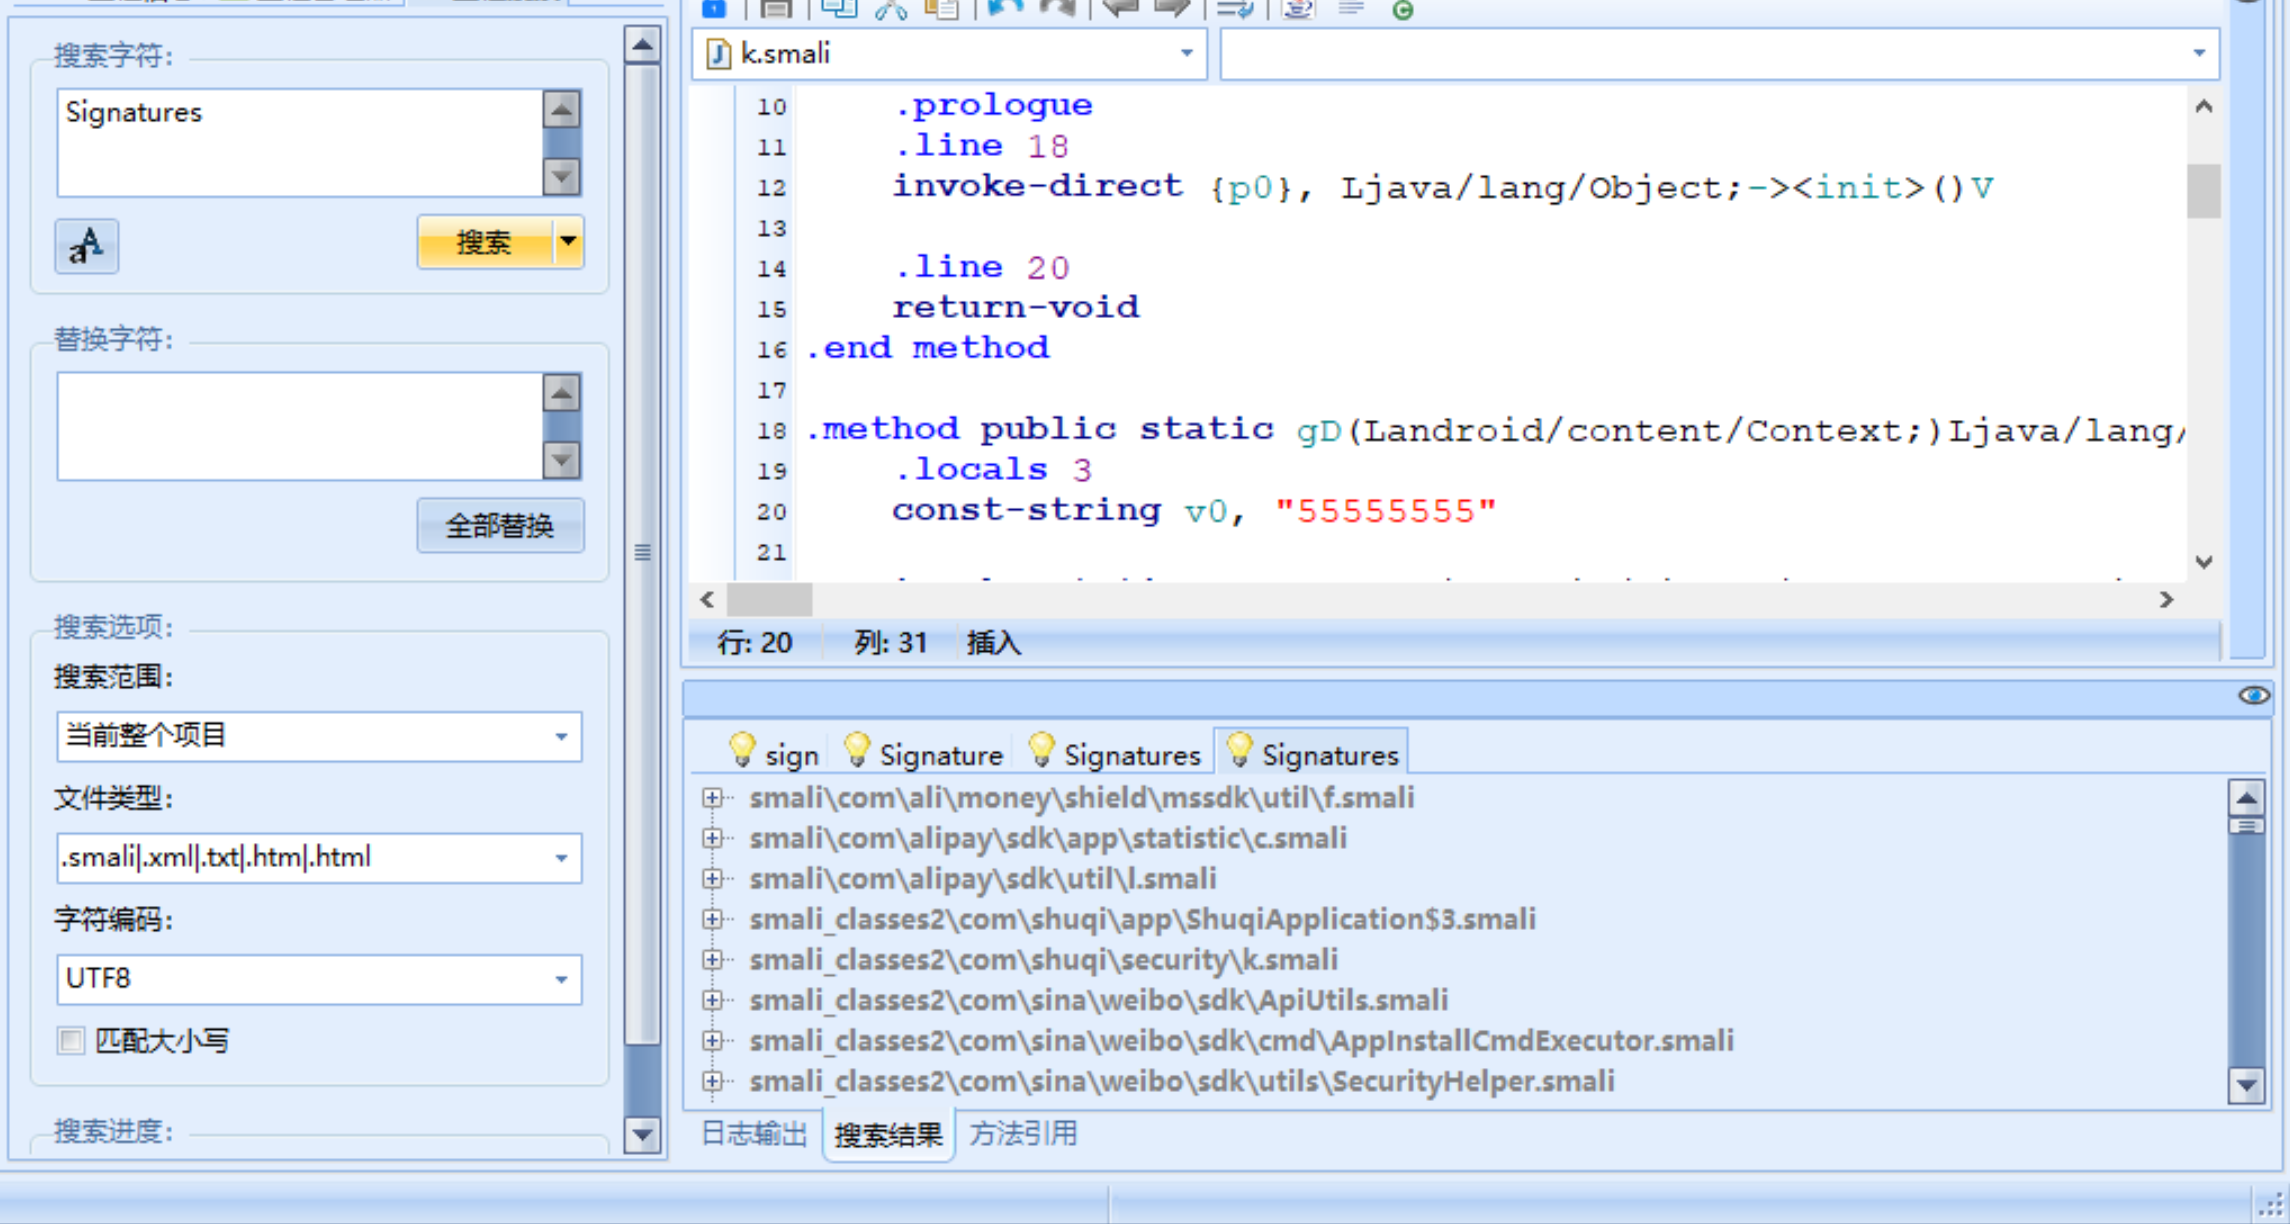 搜索字符:
Signatures
aA
搜索
替换字符:
全部替换
搜索选项:
搜索范围:
当前整个项目
文件类型:
.smali|.xml|.txt|.htm|.html
字符编码:
UTF8
匹配大小写
搜索进度:
k.smali
10 .prologue
11 .line 18
12 invoke-direct {p0}, Ljava/lang/Object;-><init>()V
13
14 .line 20
15 return-void
16 .end method
17
18 .method public static gD(Landroid/content/Context;)Ljava/lang/
19 .locals 3
20 const-string v0, "55555555"
21
行: 20 列: 31 插入
sign Signature Signatures Signatures
smali\com\ali\money\shield\mssdk\util\f.smali
smali\com\alipay\sdk\app\statistic\c.smali
smali\com\alipay\sdk\util\l.smali
smali_classes2\com\shuqi\app\ShuqiApplication$3.smali
smali_classes2\com\shuqi\security\k.smali
smali_classes2\com\sina\weibo\sdk\ApiUtils.smali
smali_classes2\com\sina\weibo\sdk\cmd\AppInstallCmdExecutor.smali
smali_classes2\com\sina\weibo\sdk\utils\SecurityHelper.smali
日志输出 搜索结果 方法引用